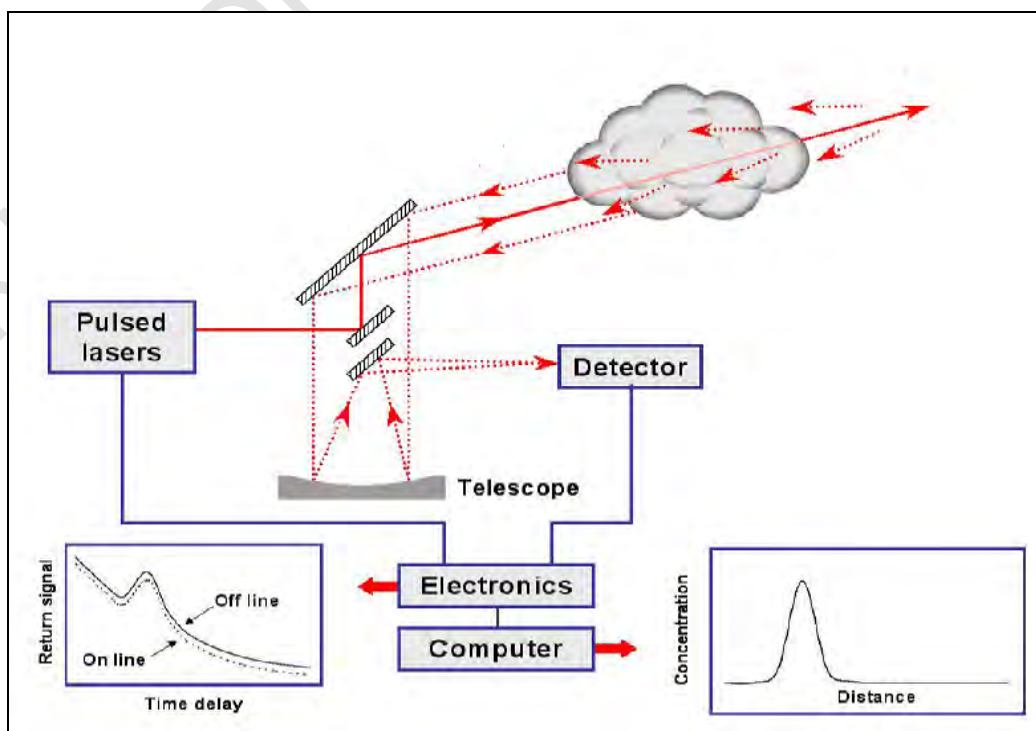 Pulsed
lasers
Detector
Telescope
Electronics
Computer
Return signal
Off line
On line
Time delay
Concentration
Distance